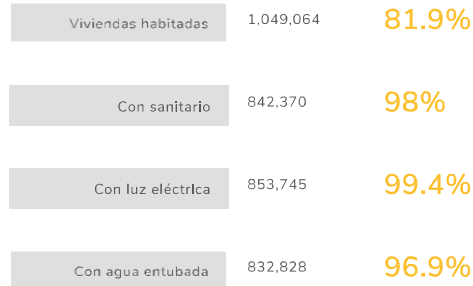 Viviendas habitadas 1,049,064 81.9%
Con sanitario 842,370 98%
Con luz eléctrica 853,745 99.4%
Con agua entubada 832,828 96.9%